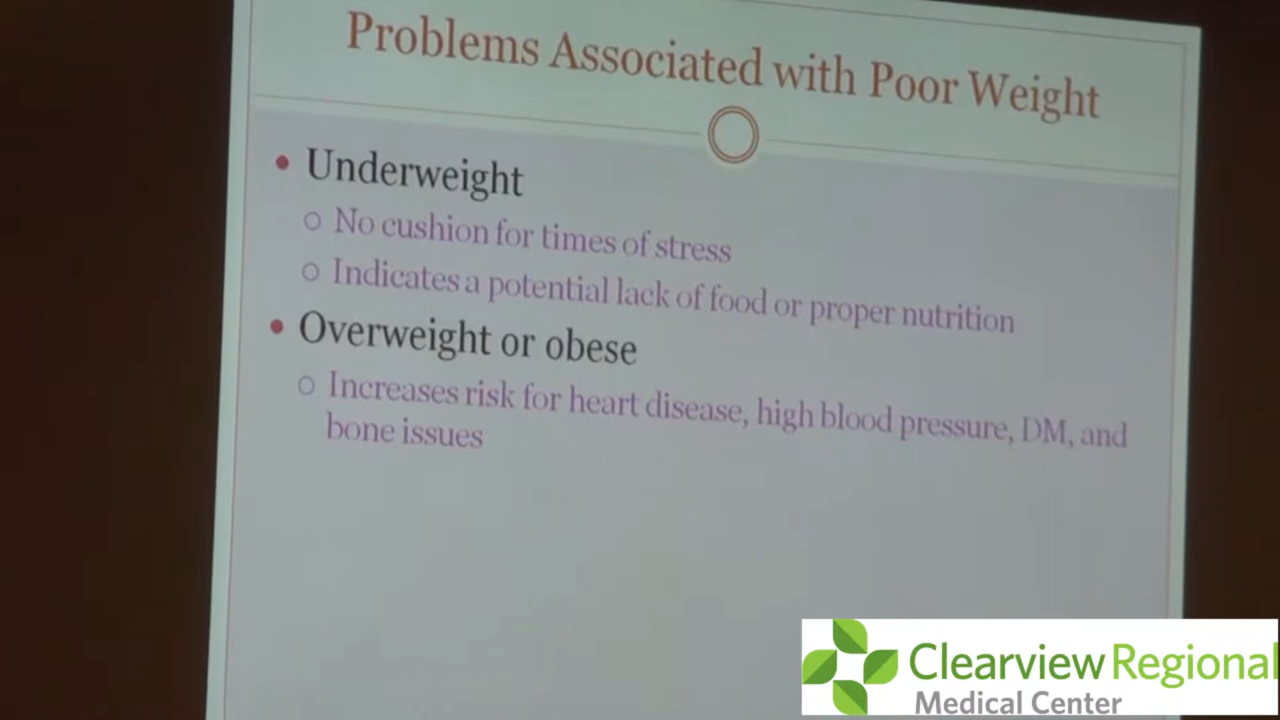 Problems Associated with Poor Weight
• Underweight
○ No cushion for times of stress
○ Indicates a potential lack of food or proper nutrition
• Overweight or obese
○ Increases risk for heart disease, high blood pressure, DM, and
bone issues
Clearview Regional
Medical Center